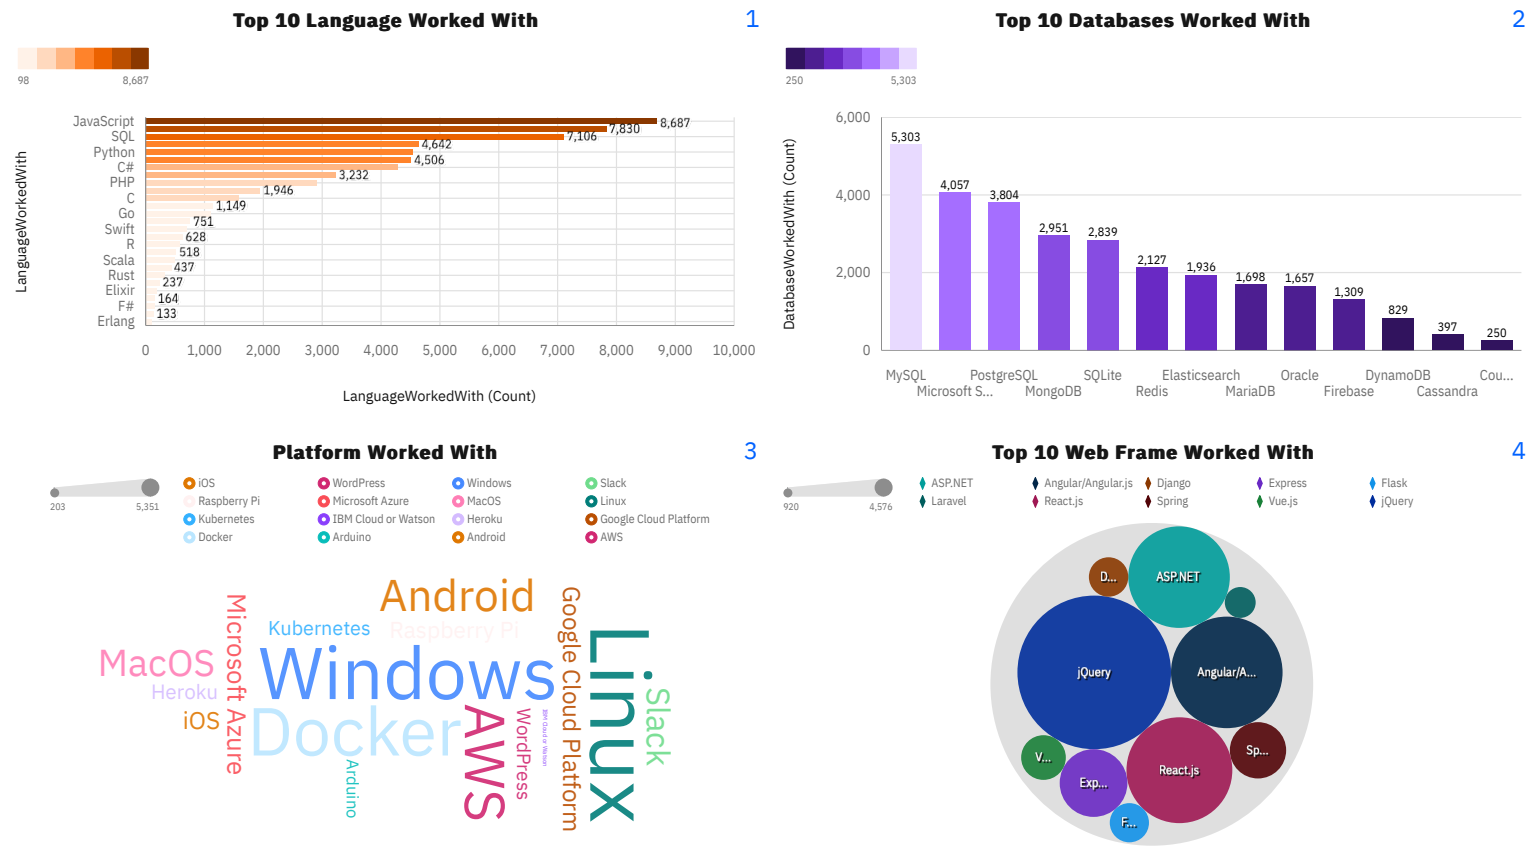 Top 10 Language Worked With
1
98
8,687
LanguageWorkedWith
JavaScript
SQL
Python
C#
PHP
C
Go
Swift
R
Scala
Rust
Elixir
F#
Erlang
8,687
7,830
7,106
4,642
4,506
3,232
1,946
1,149
751
628
518
437
237
164
133
0
1,000
2,000
3,000
4,000
5,000
6,000
7,000
8,000
9,000
10,000
LanguageWorkedWith (Count)
Top 10 Databases Worked With
2
250
5,303
DatabaseWorkedWith (Count)
6,000
4,000
2,000
0
5,303
4,057
3,804
2,951
2,839
2,127
1,936
1,698
1,657
1,309
829
397
250
MySQL
Microsoft S...
PostgreSQL
MongoDB
SQLite
Redis
Elasticsearch
MariaDB
Oracle
Firebase
DynamoDB
Cassandra
Cou...
Platform Worked With
3
203
5,351
iOS
WordPress
Windows
Slack
Raspberry Pi
Microsoft Azure
MacOS
Linux
Kubernetes
IBM Cloud or Watson
Heroku
Google Cloud Platform
Docker
Arduino
Android
AWS
Android
Kubernetes
Raspberry Pi
Microsoft Azure
MacOS
Heroku
iOS
Windows
Docker
Arduino
AWS
WordPress
IBM Cloud or Watson
Google Cloud Platform
Linux
Slack
Top 10 Web Frame Worked With
4
920
4,576
ASP.NET
Angular/Angular.js
Django
Express
Flask
Laravel
React.js
Spring
Vue.js
jQuery
D...
ASP.NET
jQuery
Angular/A...
V...
Exp...
React.js
Sp...
F...